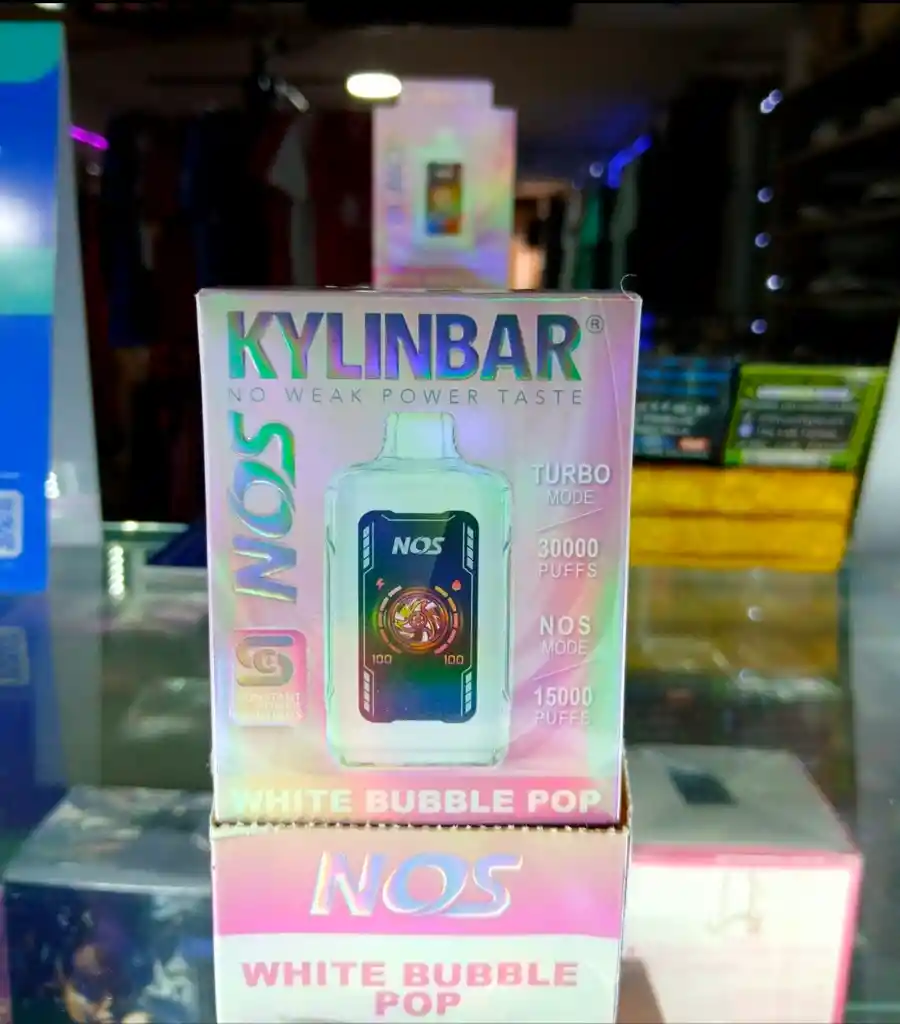 KYLINBAR®
NO WEAK POWER TASTE
NOS
NOS
100
100
TURBO
MODE
30000
PUFFS
NOS
MODE
15000
PUFFS
WHITE BUBBLE POP
NOS
WHITE BUBBLE
POP